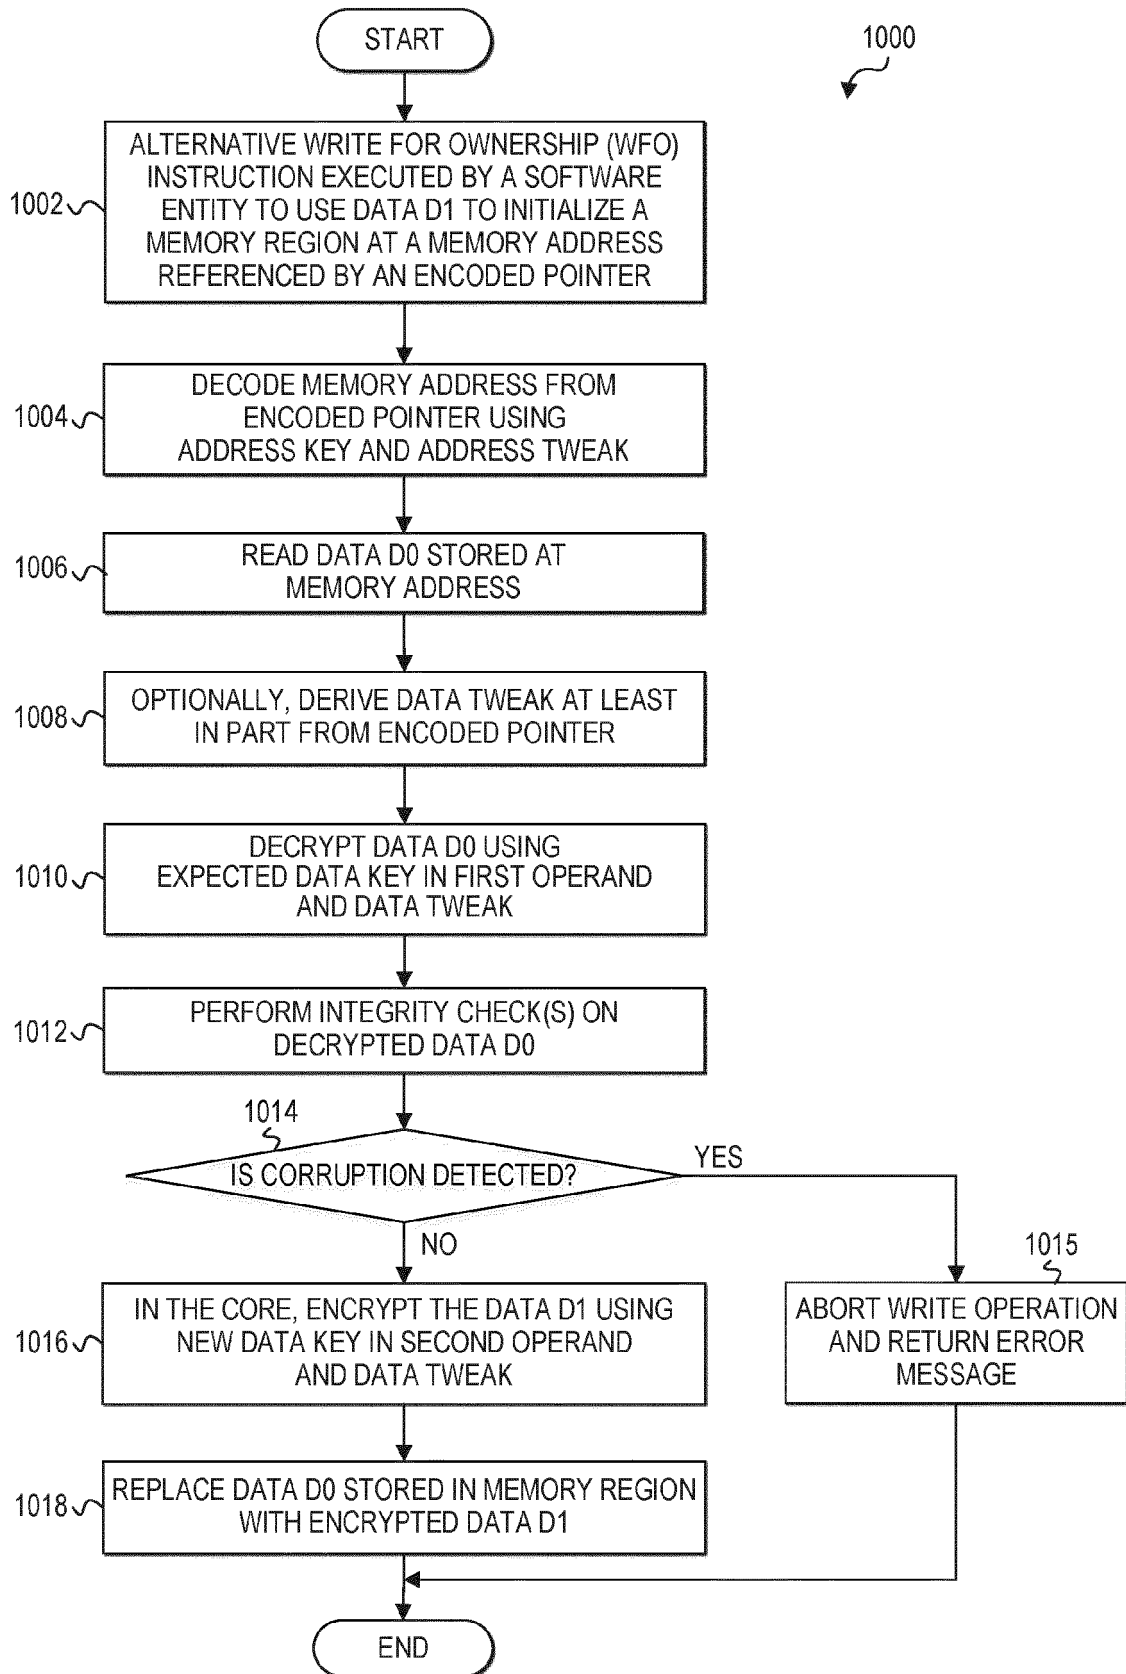 START
1000
ALTERNATIVE WRITE FOR OWNERSHIP (WFO)
INSTRUCTION EXECUTED BY A SOFTWARE
1002
ENTITY TO USE DATA D1 TO INITIALIZE A
MEMORY REGION AT A MEMORY ADDRESS
REFERENCED BY AN ENCODED POINTER
DECODE MEMORY ADDRESS FROM
1004
ENCODED POINTER USING
ADDRESS KEY AND ADDRESS TWEAK
1006
READ DATA D0 STORED AT
MEMORY ADDRESS
1008
OPTIONALLY, DERIVE DATA TWEAK AT LEAST
IN PART FROM ENCODED POINTER
DECRYPT DATA D0 USING
1010
EXPECTED DATA KEY IN FIRST OPERAND
AND DATA TWEAK
1012
PERFORM INTEGRITY CHECK(S) ON
DECRYPTED DATA D0
1014
IS CORRUPTION DETECTED?
YES
NO
1015
IN THE CORE, ENCRYPT THE DATA D1 USING
1016
NEW DATA KEY IN SECOND OPERAND
AND DATA TWEAK
ABORT WRITE OPERATION
AND RETURN ERROR
MESSAGE
1018
REPLACE DATA D0 STORED IN MEMORY REGION
WITH ENCRYPTED DATA D1
END